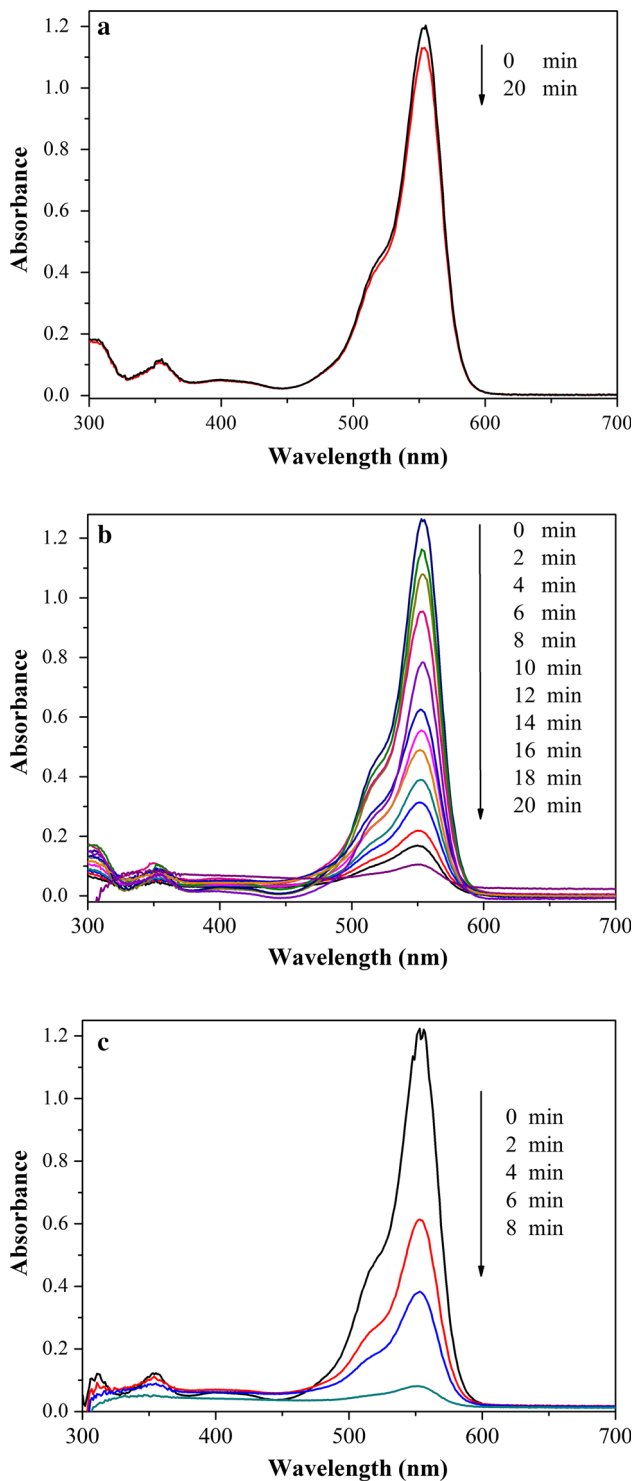 a
1.2
1.0
0.8
0.6
0.4
0.2
0.0
Absorbance
0 min
20 min
300 400 500 600 700
Wavelength (nm)
b
1.2
1.0
0.8
0.6
0.4
0.2
0.0
Absorbance
0 min
2 min
4 min
6 min
8 min
10 min
12 min
14 min
16 min
18 min
20 min
300 400 500 600 700
Wavelength (nm)
c
1.2
1.0
0.8
0.6
0.4
0.2
0.0
Absorbance
0 min
2 min
4 min
6 min
8 min
300 400 500 600 700
Wavelength (nm)